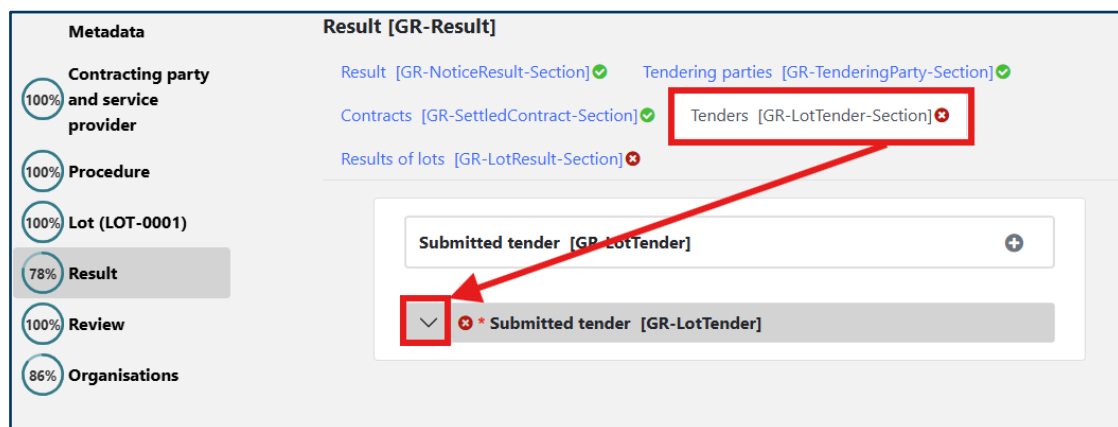 Metadata
100% Contracting party
and service
provider
100% Procedure
100% Lot (LOT-0001)
78% Result
100% Review
86% Organisations
Result [GR-Result]
Result [GR-NoticeResult-Section] Tendering parties [GR-TenderingParty-Section]
Contracts [GR-SettledContract-Section] Tenders [GR-LotTender-Section]
Results of lots [GR-LotResult-Section]
Submitted tender [GR-LotTender]
* Submitted tender [GR-LotTender]